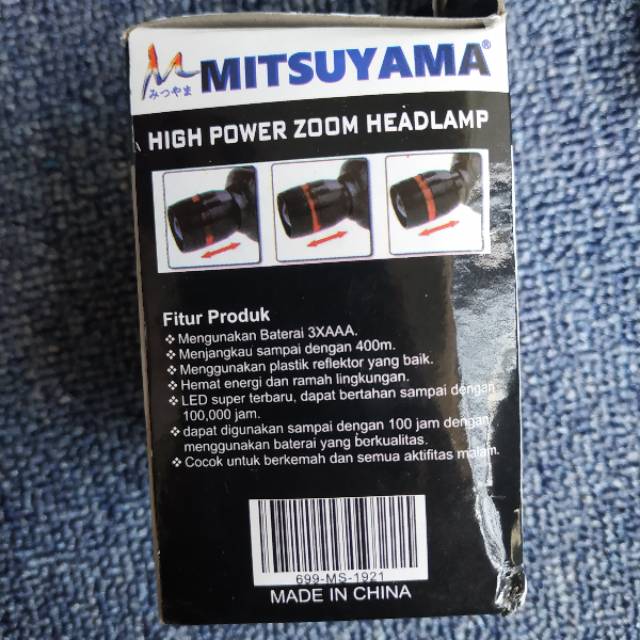 MITSUYAMA®
みつやま
HIGH POWER ZOOM HEADLAMP
Fitur Produk
❖ Mengunakan Baterai 3XAAA.
❖ Menjangkau sampai dengan 400m.
❖ Menggunakan plastik reflektor yang baik.
❖ Hemat energi dan ramah lingkungan.
❖ LED super terbaru, dapat bertahan sampai dengan
100,000 jam.
❖ dapat digunakan sampai dengan 100 jam dengan
menggunakan baterai yang berkualitas.
❖ Cocok untuk berkemah dan semua aktifitas malam.
699-MS-1921
MADE IN CHINA